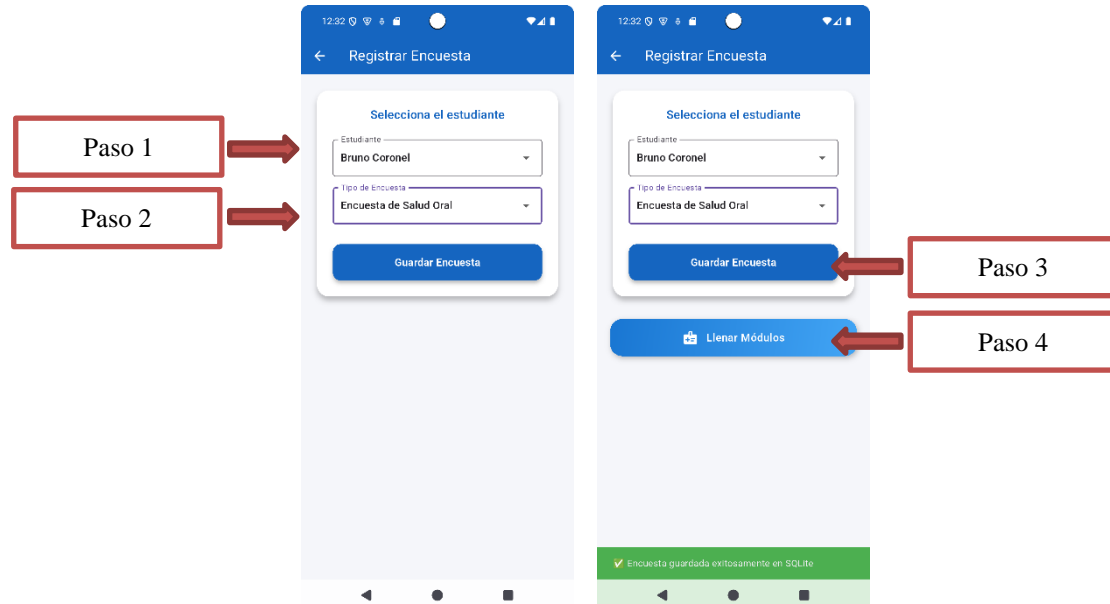 12:32
Registrar Encuesta
Selecciona el estudiante
Estudiante
Bruno Coronel
Tipo de Encuesta
Encuesta de Salud Oral
Guardar Encuesta
Paso 1
Paso 2
12:32
Registrar Encuesta
Selecciona el estudiante
Estudiante
Bruno Coronel
Tipo de Encuesta
Encuesta de Salud Oral
Guardar Encuesta
Llenar Módulos
✅ Encuesta guardada exitosamente en SQLite
Paso 3
Paso 4